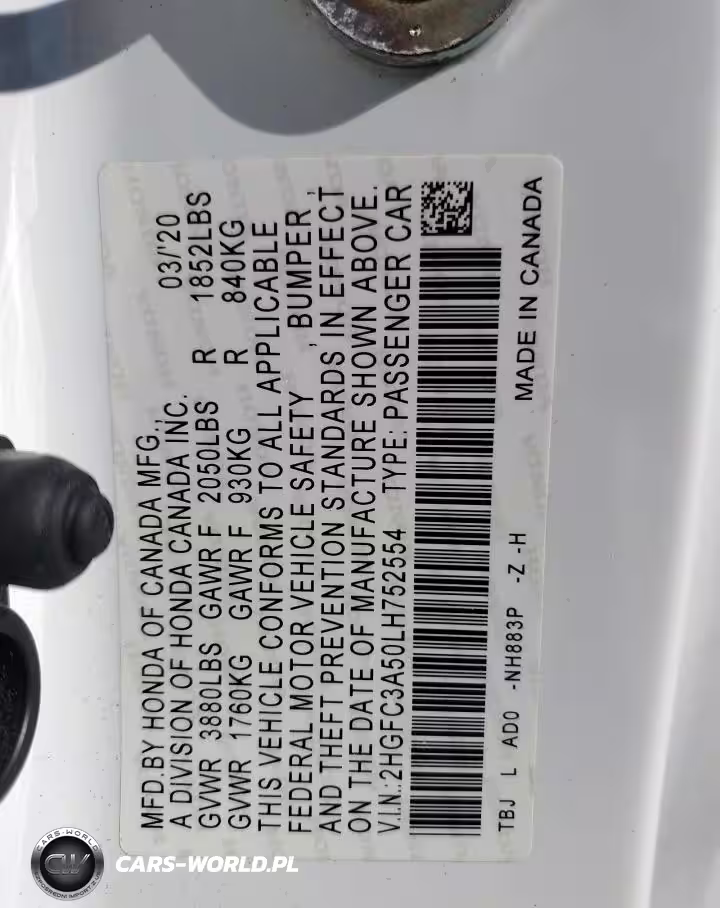 MFD.BY HONDA OF CANADA MFG.,
A DIVISION OF HONDA CANADA INC. 03/'20
GVWR 3880LBS GAWR F 2050LBS R 1852LBS
GVWR 1760KG GAWR F 930KG R 840KG
THIS VEHICLE CONFORMS TO ALL APPLICABLE
FEDERAL MOTOR VEHICLE SAFETY , BUMPER ,
AND THEFT PREVENTION STANDARDS IN EFFECT
ON THE DATE OF MANUFACTURE SHOWN ABOVE.
V.I.N.:2HGFC3A50LH752554 TYPE: PASSENGER CAR
TBJ L AD0 -NH883P -Z -H MADE IN CANADA
CARS-WORLD
CW
CARS-WORLD.PL